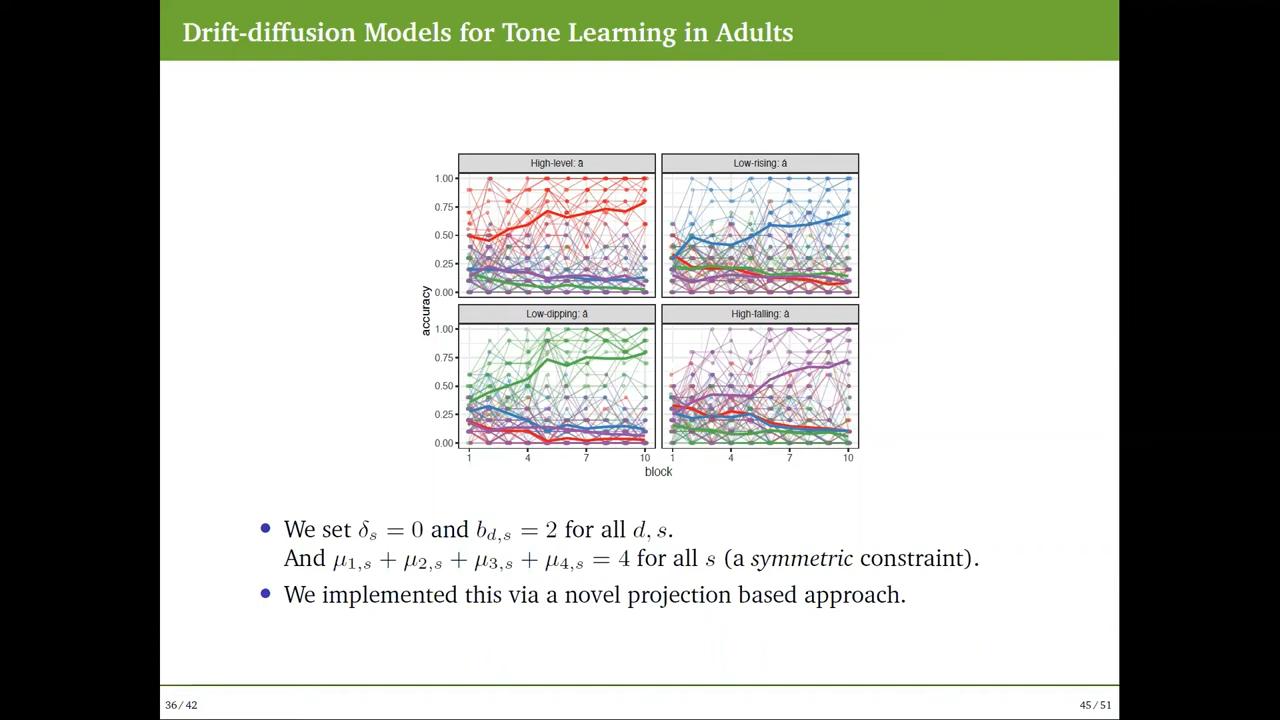 Drift-diffusion Models for Tone Learning in Adults
High-level: ā
Low-rising: á
1.00
0.75
0.50
0.25
0.00
Low-dipping: ǎ
High-falling: à
1.00
0.75
0.50
0.25
0.00
accuracy
1 4 7 10
1 4 7 10
block
• We set δ_s = 0 and b_{d,s} = 2 for all d, s.
And μ_{1,s} + μ_{2,s} + μ_{3,s} + μ_{4,s} = 4 for all s (a symmetric constraint).
• We implemented this via a novel projection based approach.
36 / 42
45 / 51